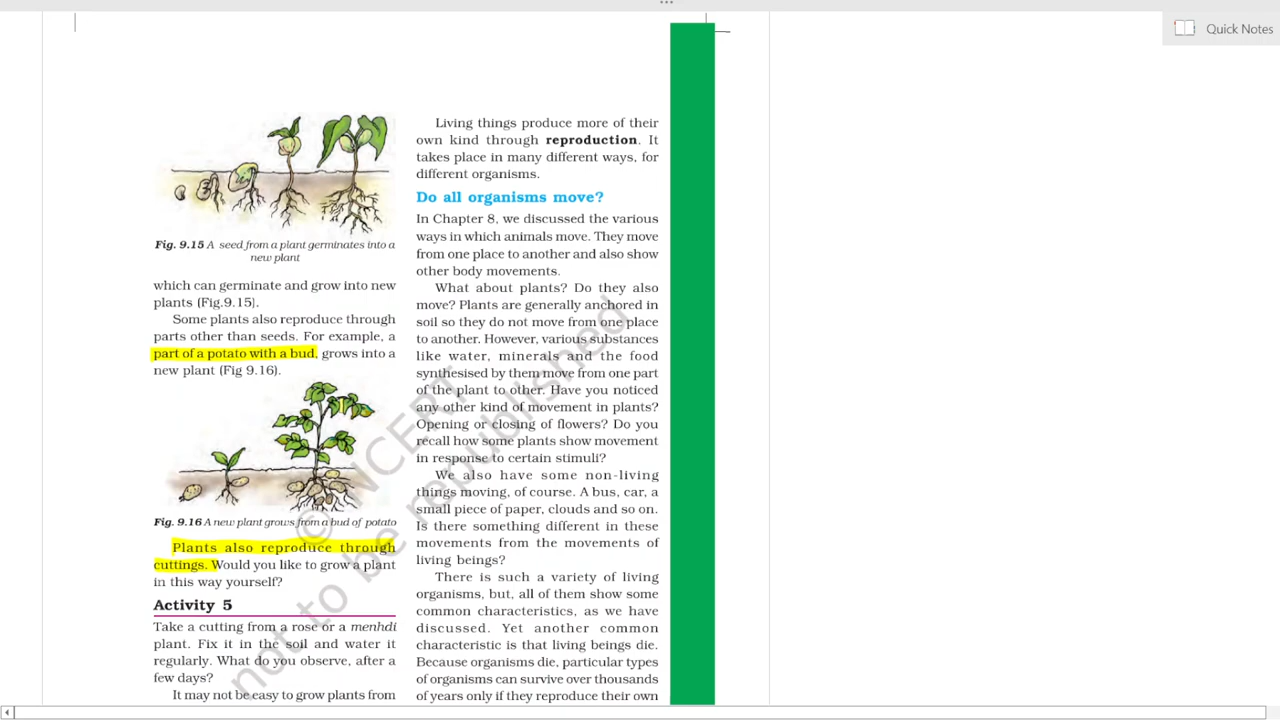 Quick Notes
Fig. 9.15 A seed from a plant germinates into a
new plant
which can germinate and grow into new
plants (Fig.9.15).
Some plants also reproduce through
parts other than seeds. For example, a
part of a potato with a bud, grows into a
new plant (Fig 9.16).
Fig. 9.16 A new plant grows from a bud of potato
Plants also reproduce through
cuttings. Would you like to grow a plant
in this way yourself?
Activity 5
Take a cutting from a rose or a menhdi
plant. Fix it in the soil and water it
regularly. What do you observe, after a
few days?
It may not be easy to grow plants from
Living things produce more of their
own kind through reproduction. It
takes place in many different ways, for
different organisms.
Do all organisms move?
In Chapter 8, we discussed the various
ways in which animals move. They move
from one place to another and also show
other body movements.
What about plants? Do they also
move? Plants are generally anchored in
soil so they do not move from one place
to another. However, various substances
like water, minerals and the food
synthesised by them move from one part
of the plant to other. Have you noticed
any other kind of movement in plants?
Opening or closing of flowers? Do you
recall how some plants show movement
in response to certain stimuli?
We also have some non-living
things moving, of course. A bus, car, a
small piece of paper, clouds and so on.
Is there something different in these
movements from the movements of
living beings?
There is such a variety of living
organisms, but, all of them show some
common characteristics, as we have
discussed. Yet another common
characteristic is that living beings die.
Because organisms die, particular types
of organisms can survive over thousands
of years only if they reproduce their own
© NCERT
not to be republished